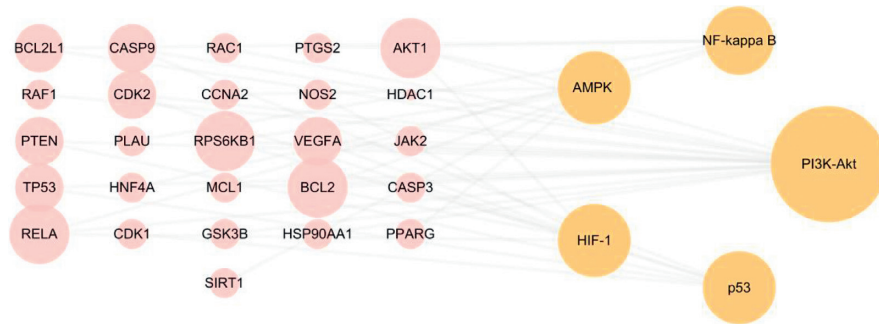 BCL2L1 CASP9 RAC1 PTGS2 AKT1 NF-kappa B
RAF1 CDK2 CCNA2 NOS2 HDAC1 AMPK
PTEN PLAU RPS6KB1 VEGFA JAK2 PI3K-Akt
TP53 HNF4A MCL1 BCL2 CASP3
RELA CDK1 GSK3B HSP90AA1 PPARG HIF-1
SIRT1 p53